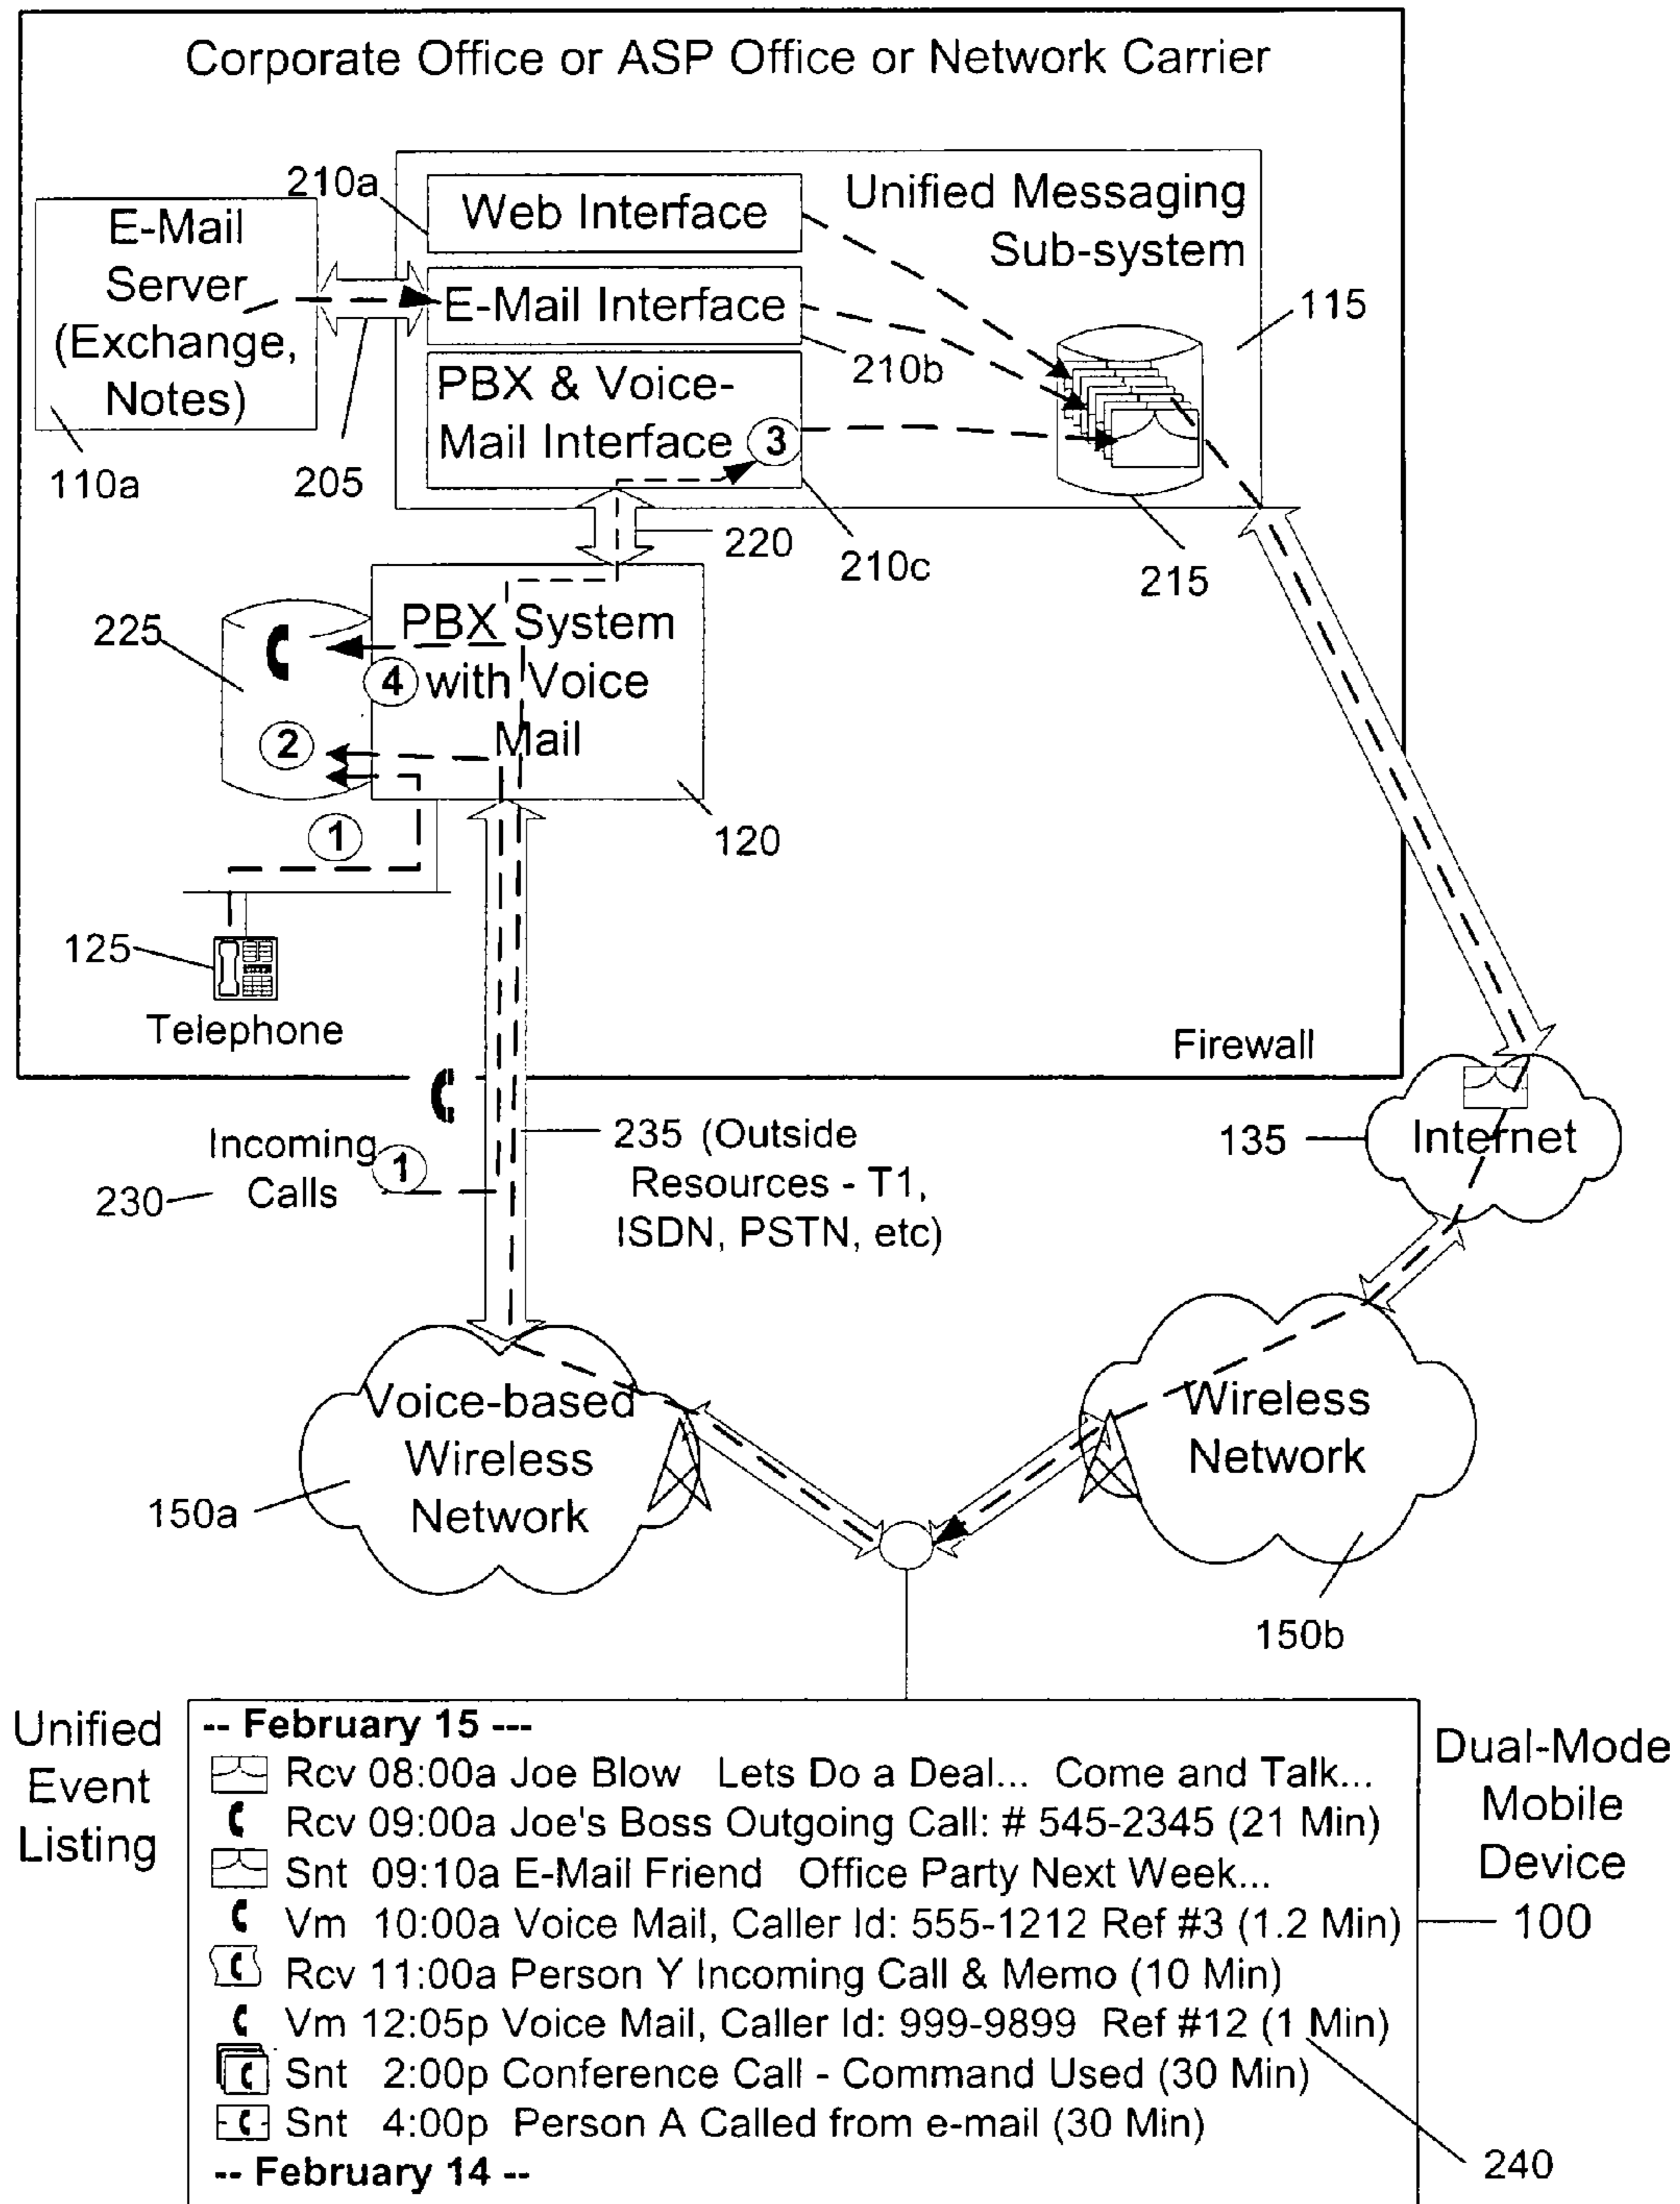 Corporate Office or ASP Office or Network Carrier
210a
Web Interface
Unified Messaging
Sub-system
E-Mail
Server
(Exchange,
Notes)
E-Mail Interface
115
210b
PBX & Voice-
Mail Interface
3
110a
205
220
210c
215
225
PBX System
4
with Voice
Mail
2
1
120
125
Telephone
Firewall
Incoming
Calls
1
230
235 (Outside
Resources - T1,
ISDN, PSTN, etc)
135
Internet
Voice-based
Wireless
Network
150a
Wireless
Network
150b
Unified
Event
Listing
-- February 15 ---
Rcv 08:00a Joe Blow Lets Do a Deal... Come and Talk...
Rcv 09:00a Joe's Boss Outgoing Call: # 545-2345 (21 Min)
Snt 09:10a E-Mail Friend Office Party Next Week...
Vm 10:00a Voice Mail, Caller Id: 555-1212 Ref #3 (1.2 Min)
Rcv 11:00a Person Y Incoming Call & Memo (10 Min)
Vm 12:05p Voice Mail, Caller Id: 999-9899 Ref #12 (1 Min)
Snt 2:00p Conference Call - Command Used (30 Min)
Snt 4:00p Person A Called from e-mail (30 Min)
-- February 14 --
Dual-Mode
Mobile
Device
100
240